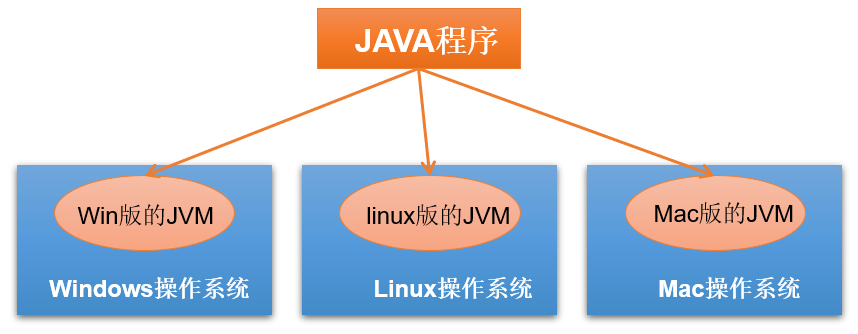 JAVA程序
Win版的JVM
linux版的JVM
Mac版的JVM
Windows操作系统
Linux操作系统
Mac操作系统